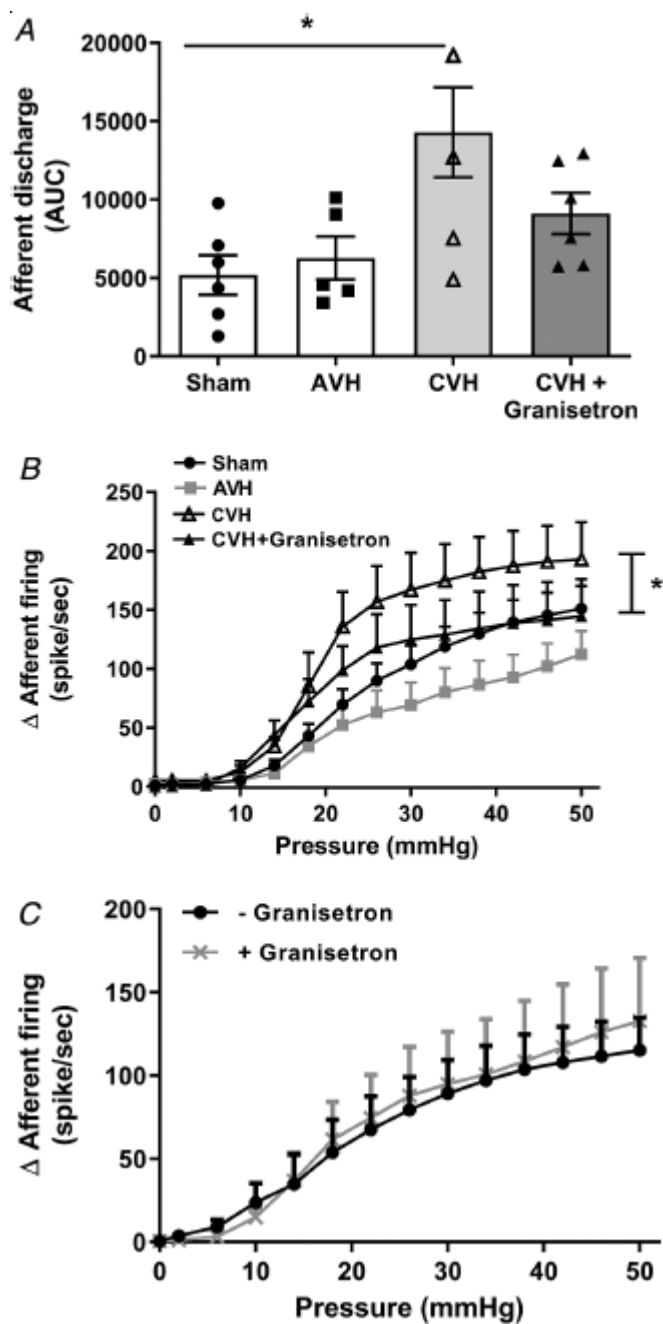 A
*
20000
15000
10000
5000
0
Afferent discharge
(AUC)
Sham
AVH
CVH
CVH +
Granisetron
B
Sham
AVH
CVH
CVH+Granisetron
250
200
150
100
50
0
Δ Afferent firing
(spike/sec)
*
0 10 20 30 40 50
Pressure (mmHg)
C
- Granisetron
+ Granisetron
200
150
100
50
0
Δ Afferent firing
(spike/sec)
0 10 20 30 40 50
Pressure (mmHg)